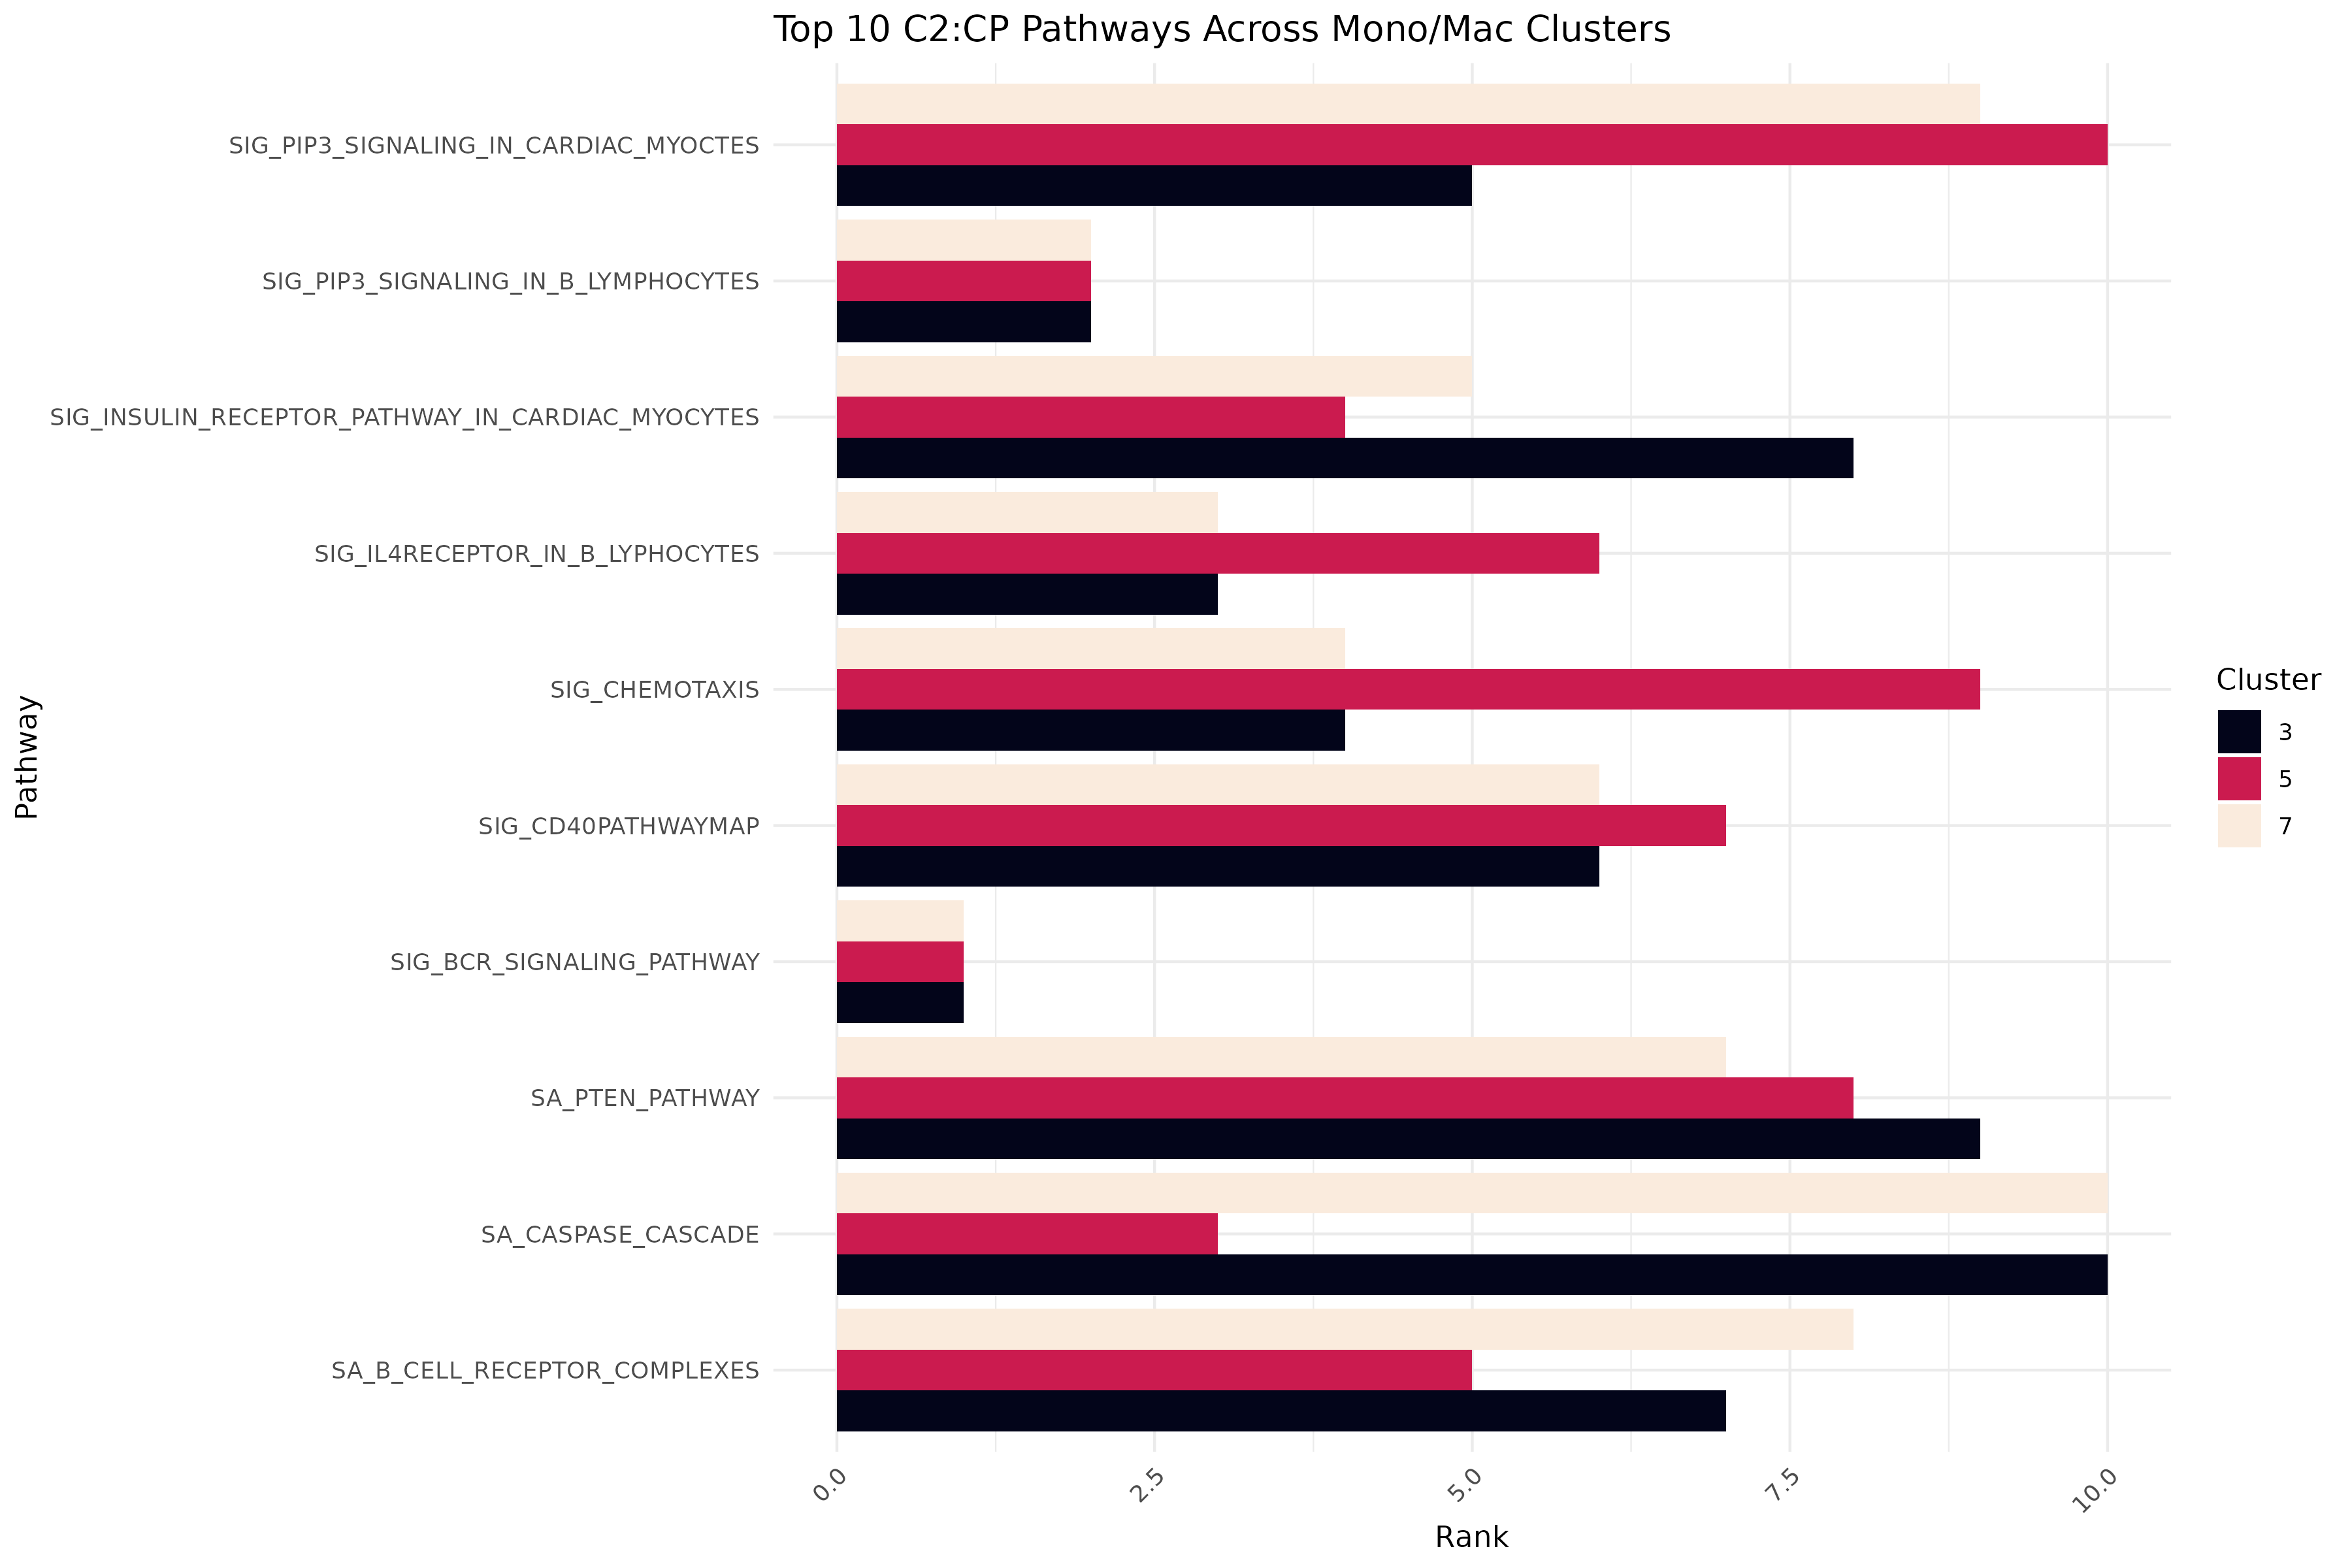 Top 10 C2:CP Pathways Across Mono/Mac Clusters
SIG_PIP3_SIGNALING_IN_CARDIAC_MYOCTES
SIG_PIP3_SIGNALING_IN_B_LYMPHOCYTES
SIG_INSULIN_RECEPTOR_PATHWAY_IN_CARDIAC_MYOCYTES
SIG_IL4RECEPTOR_IN_B_LYPHOCYTES
SIG_CHEMOTAXIS
SIG_CD40PATHWAYMAP
SIG_BCR_SIGNALING_PATHWAY
SA_PTEN_PATHWAY
SA_CASPASE_CASCADE
SA_B_CELL_RECEPTOR_COMPLEXES
Pathway
0.0
2.5
5.0
7.5
10.0
Rank
Cluster
3
5
7